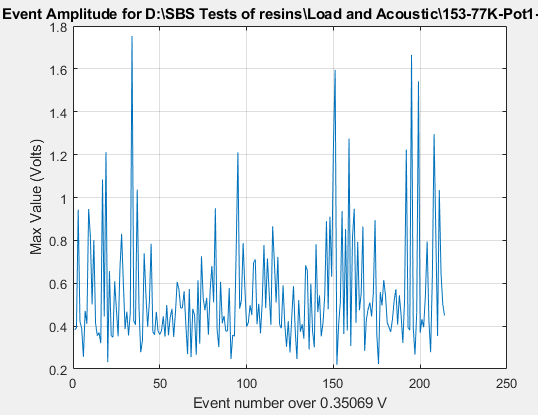 Event Amplitude for D:\SBS Tests of resins\Load and Acoustic\153-77K-Pot1-
1.8
1.6
1.4
1.2
1
0.8
0.6
0.4
0.2
Max Value (Volts)
0 50 100 150 200 250
Event number over 0.35069 V